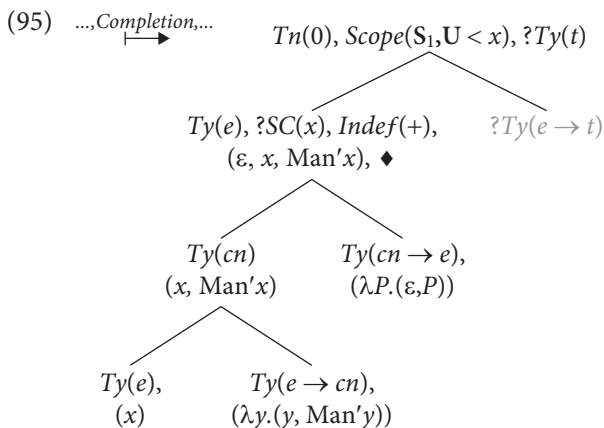 (95) ...,Completion,... ↦ Tn(0), Scope(S₁,U < x), ?Ty(t)
Ty(e), ?SC(x), Indef(+), ?Ty(e → t)
(ε, x, Man′x), ♦
Ty(cn) Ty(cn → e),
(x, Man′x) (λP.(ε,P))
Ty(e), Ty(e → cn),
(x) (λy.(y, Man′y))